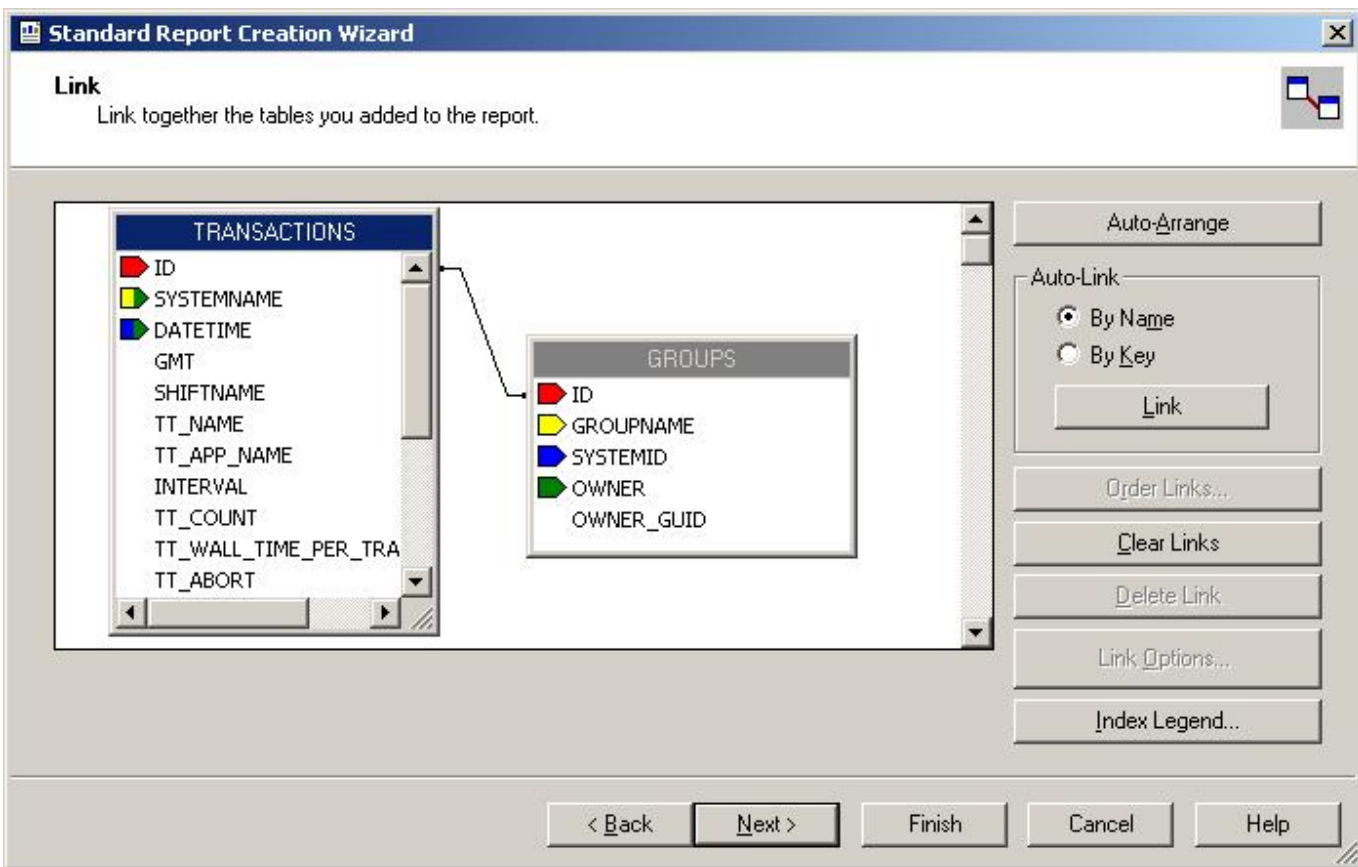 Standard Report Creation Wizard
Link
Link together the tables you added to the report.
TRANSACTIONS
ID
SYSTEMNAME
DATETIME
GMT
SHIFTNAME
TT_NAME
TT_APP_NAME
INTERVAL
TT_COUNT
TT_WALL_TIME_PER_TRA
TT_ABORT
GROUPS
ID
GROUPNAME
SYSTEMID
OWNER
OWNER_GUID
Auto-Arrange
Auto-Link
By Name
By Key
Link
Order Links...
Clear Links
Delete Link
Link Options...
Index Legend...
< Back Next > Finish Cancel Help